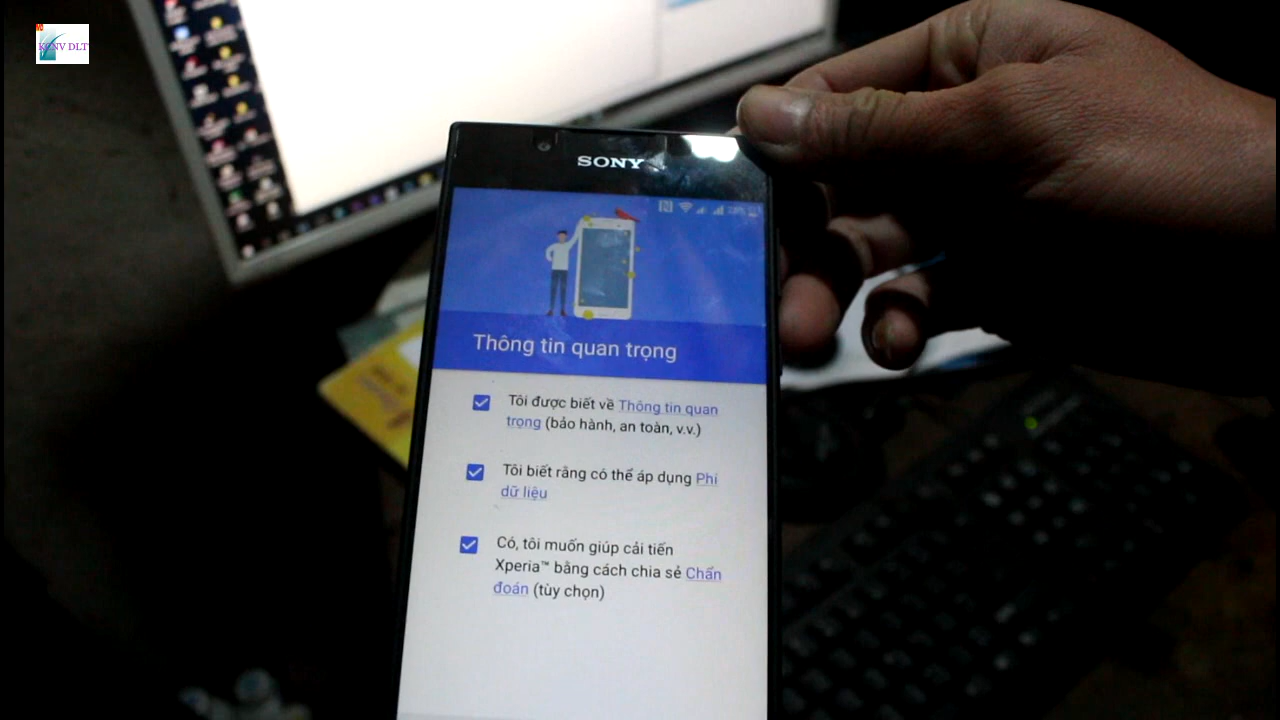 KCNV DLT
SONY
Thông tin quan trọng
Tôi được biết về Thông tin quan
trọng (bảo hành, an toàn, v.v.)
Tôi biết rằng có thể áp dụng Phí
dữ liệu
Có, tôi muốn giúp cải tiến
Xperia™ bằng cách chia sẻ Chẩn
đoán (tùy chọn)